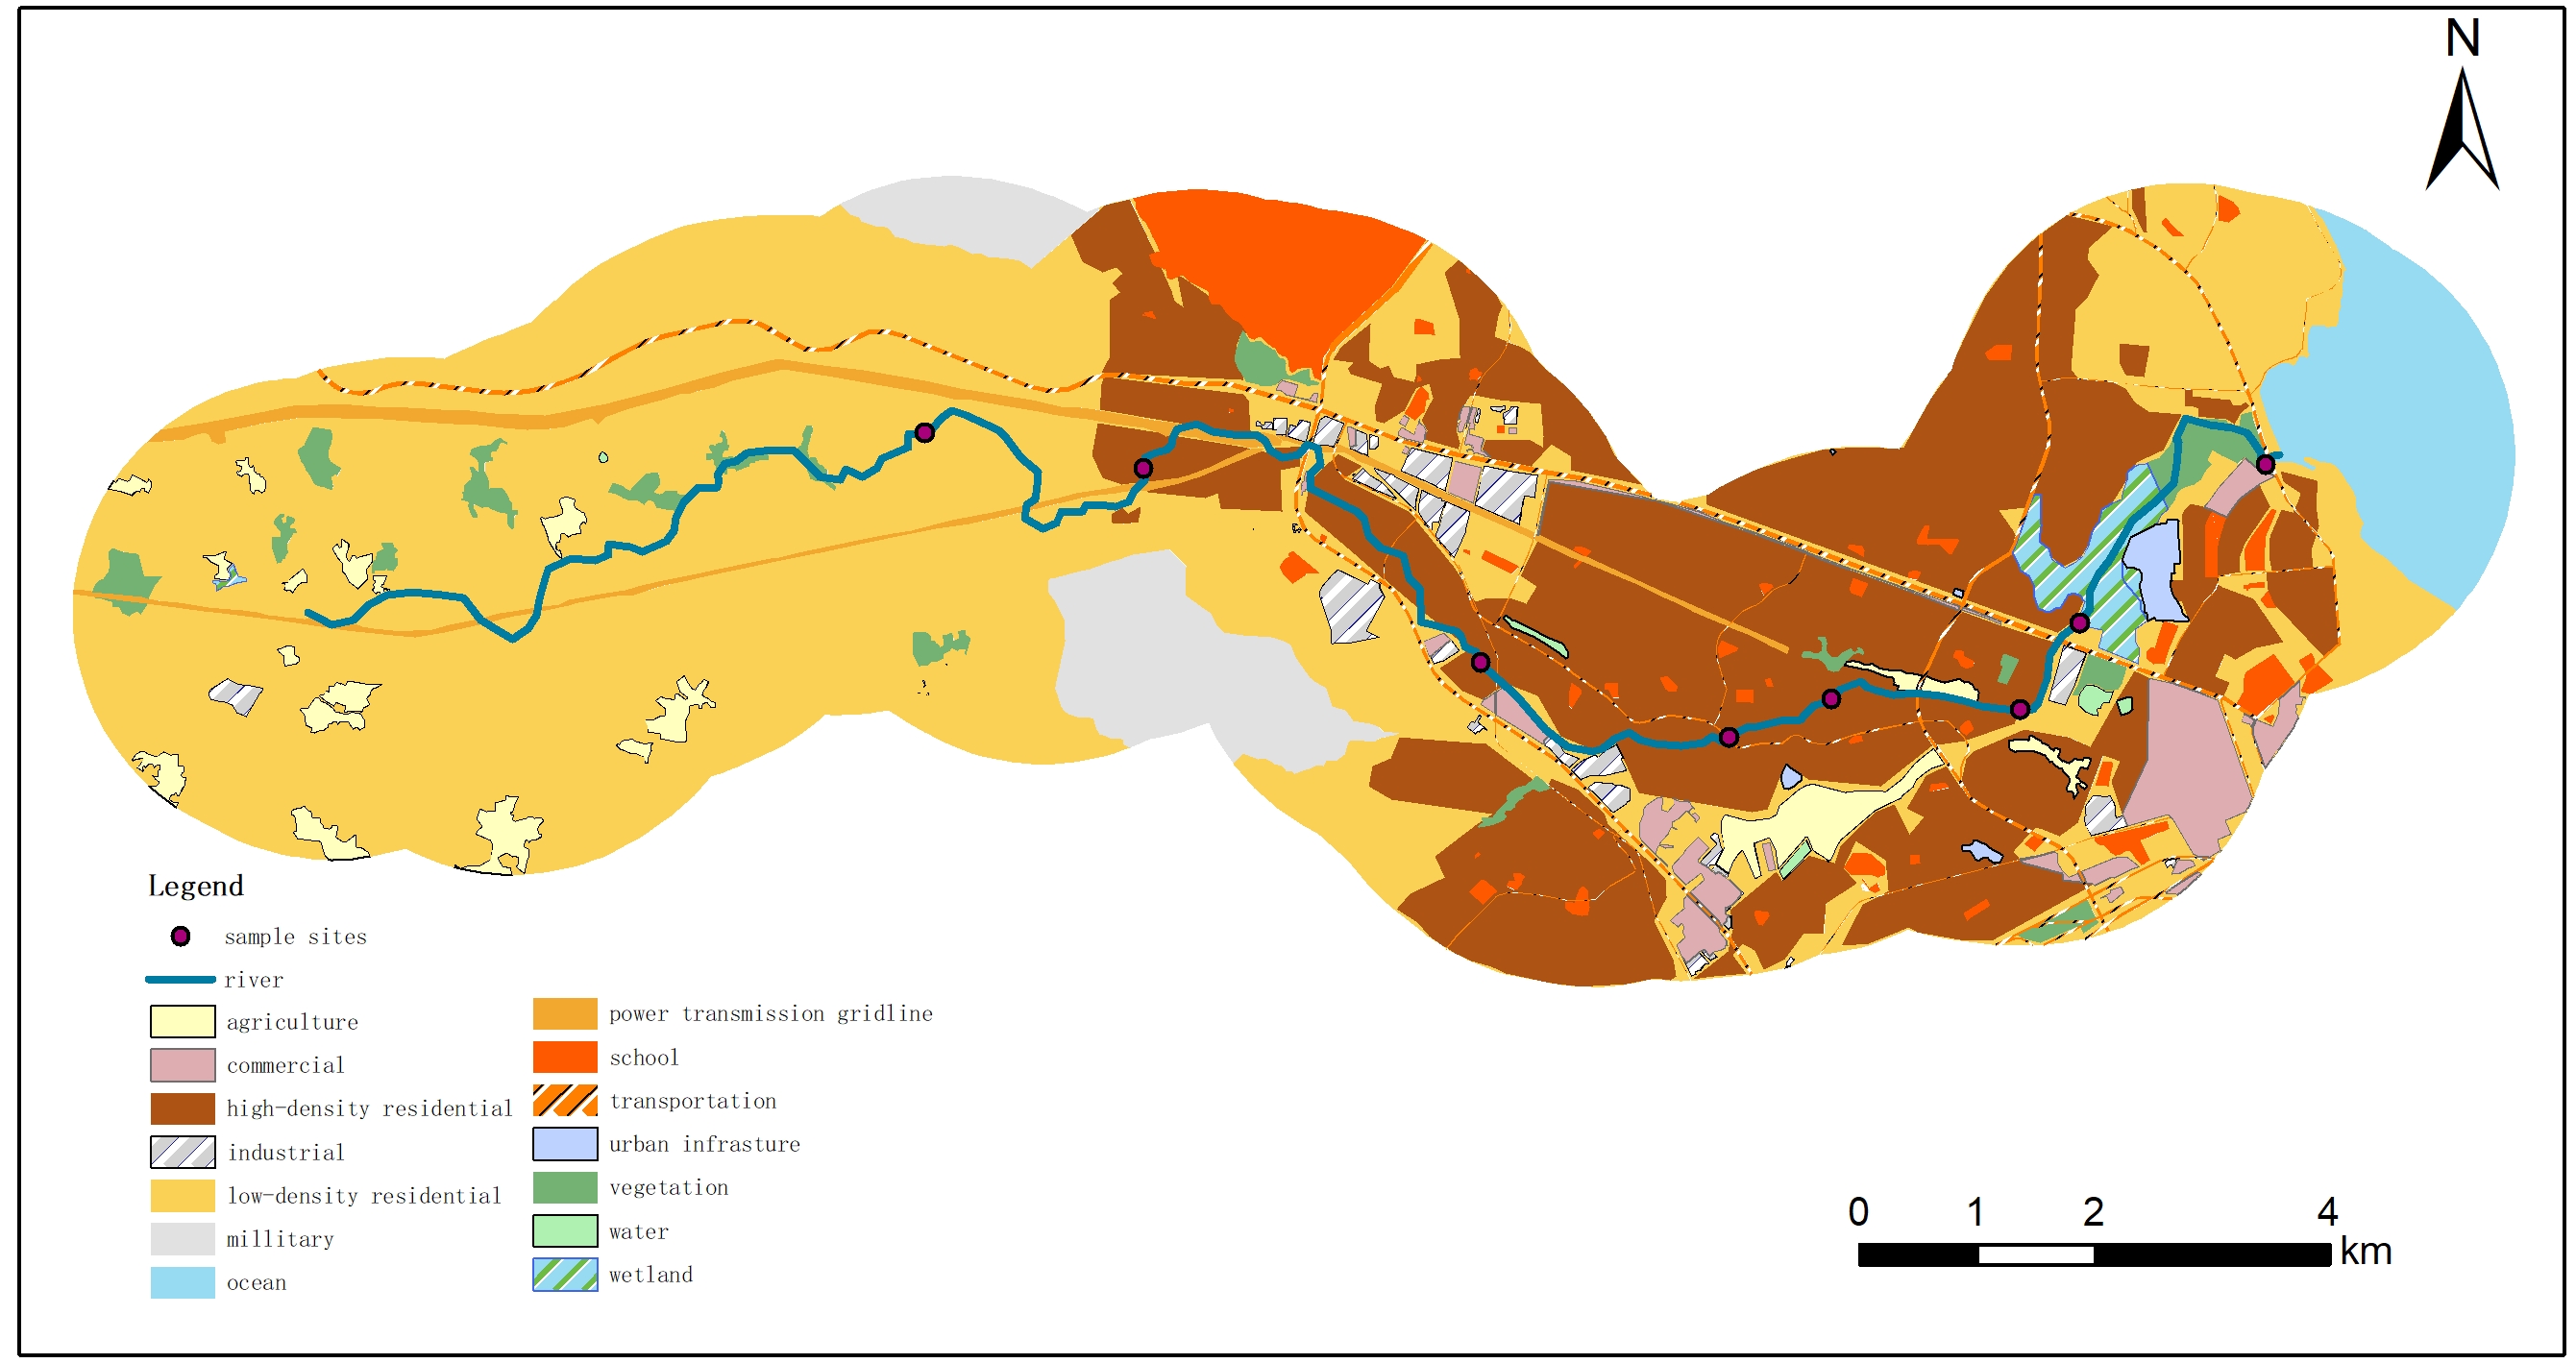 N
Legend
sample sites
river
agriculture
commercial
high-density residential
industrial
low-density residential
millitary
ocean
power transmission gridline
school
transportation
urban infrasture
vegetation
water
wetland
0 1 2 4
km